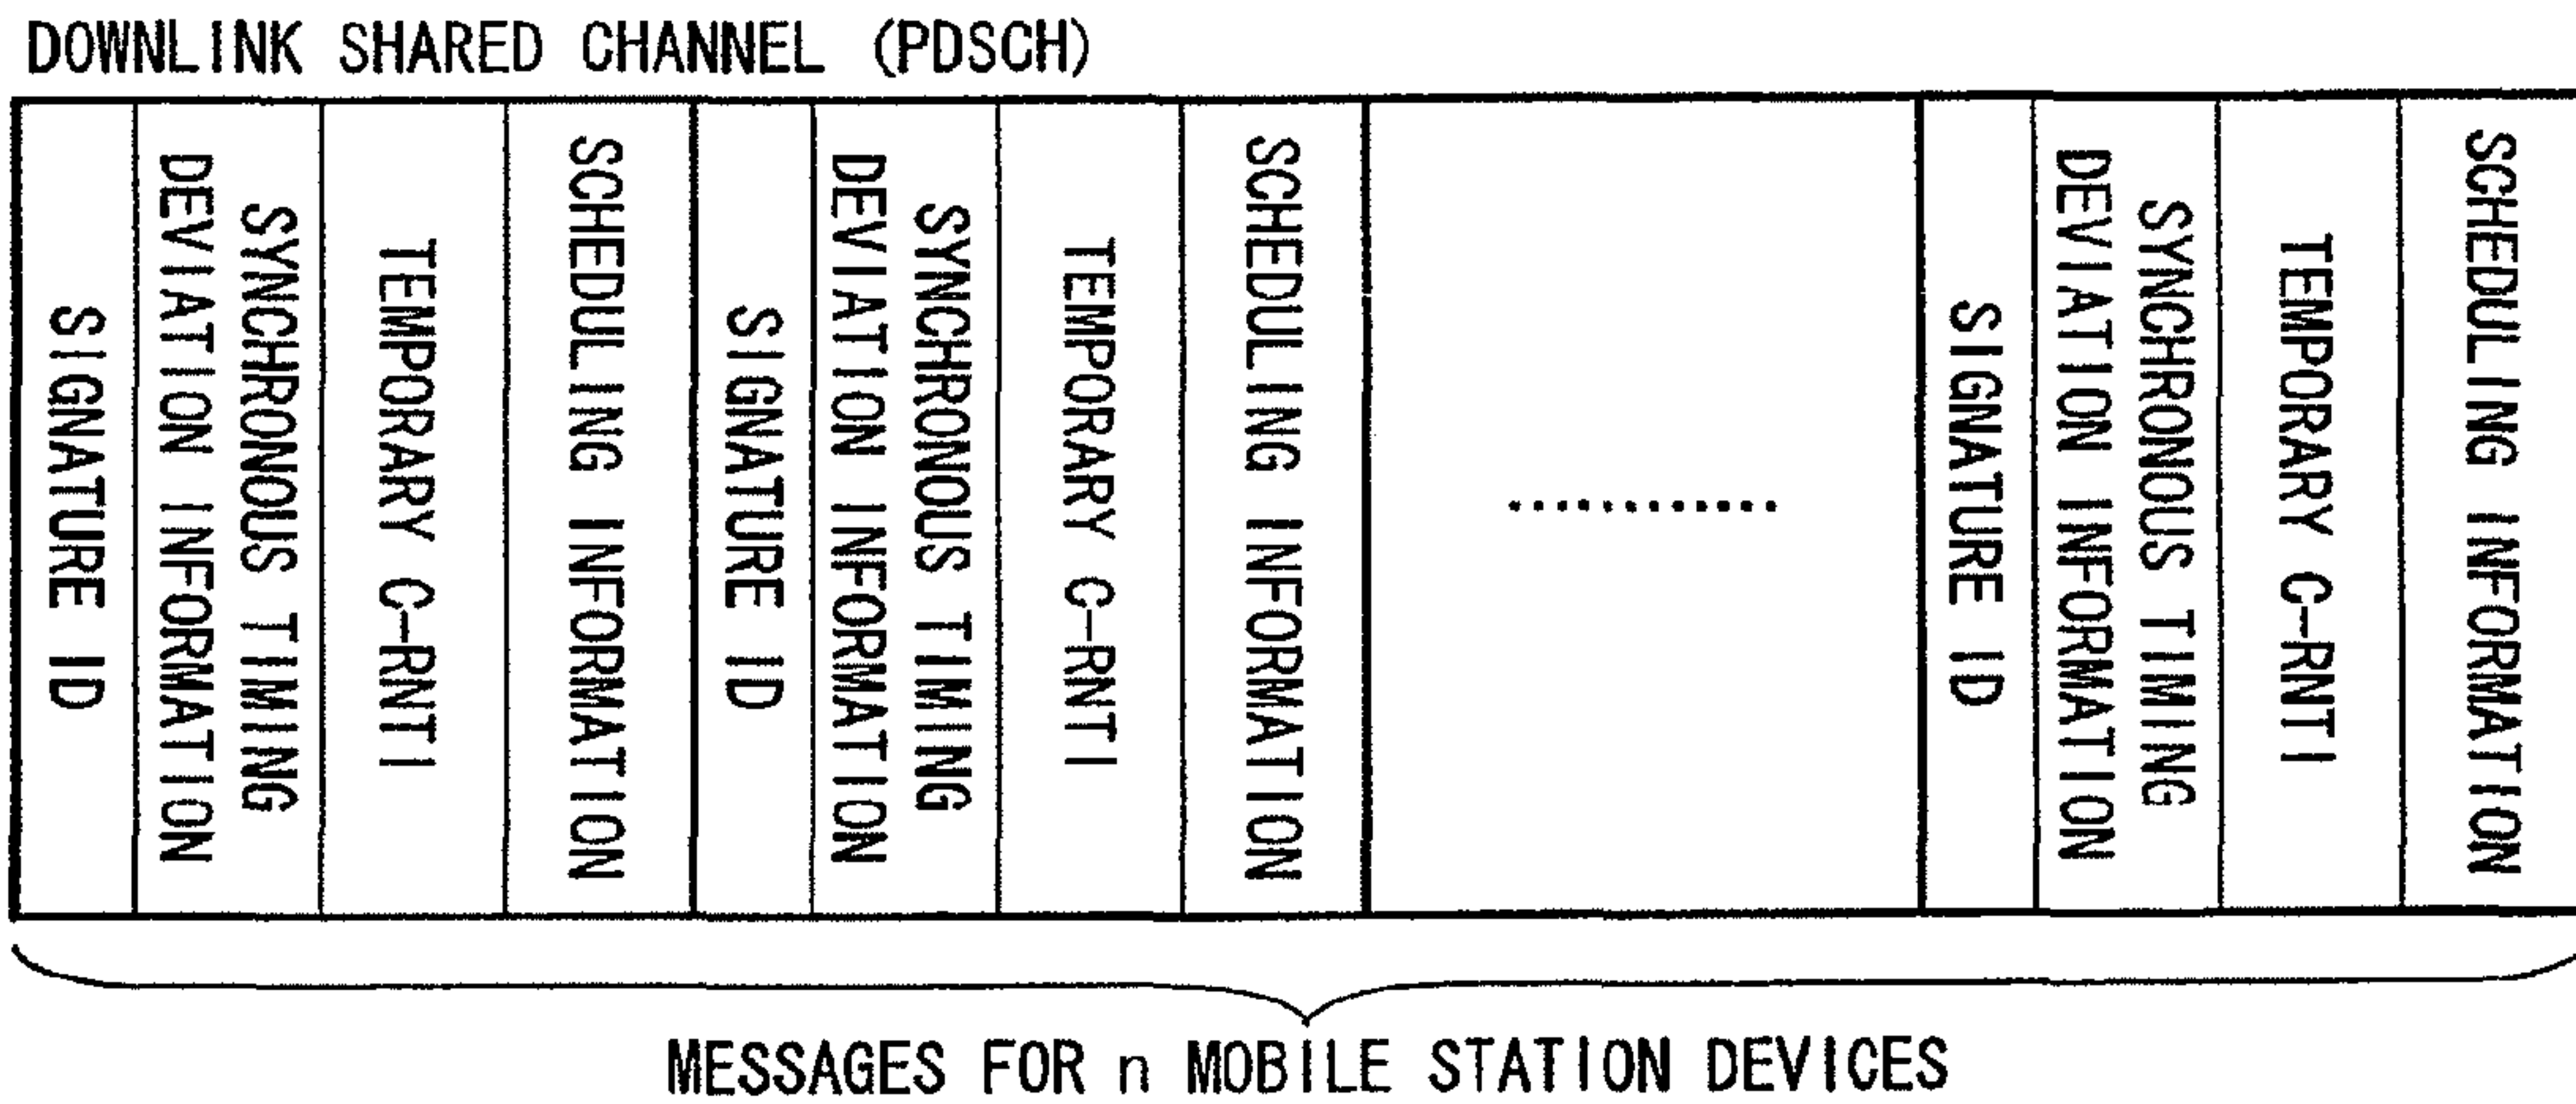 DOWNLINK SHARED CHANNEL (PDSCH)
SIGNATURE ID
SYNCHRONOUS TIMING
DEVIATION INFORMATION
TEMPORARY C-RNTI
SCHEDULING INFORMATION
SIGNATURE ID
SYNCHRONOUS TIMING
DEVIATION INFORMATION
TEMPORARY C-RNTI
SCHEDULING INFORMATION
............
SIGNATURE ID
SYNCHRONOUS TIMING
DEVIATION INFORMATION
TEMPORARY C-RNTI
SCHEDULING INFORMATION
MESSAGES FOR n MOBILE STATION DEVICES